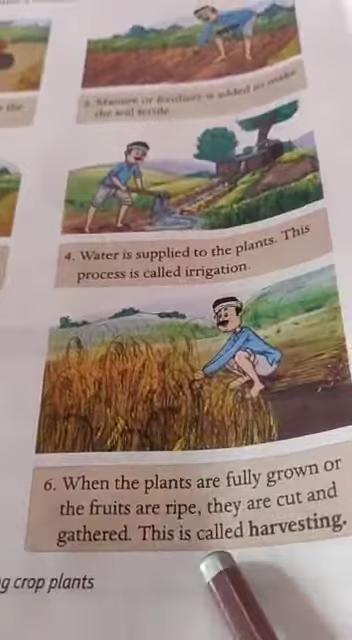 the
3. Manure or fertilizer is added to make
the soil fertile.
4. Water is supplied to the plants. This
process is called irrigation.
6. When the plants are fully grown or
the fruits are ripe, they are cut and
gathered. This is called harvesting.
g crop plants